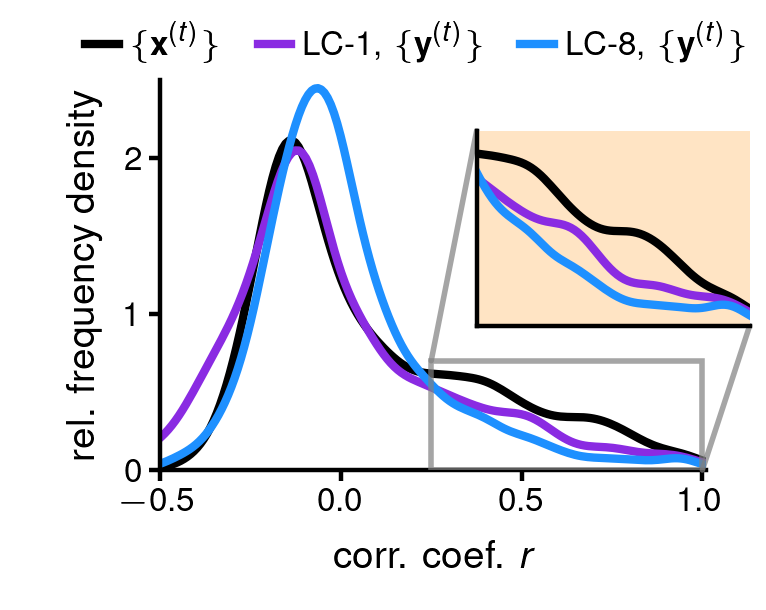 {x^(t)} LC-1, {y^(t)} LC-8, {y^(t)}
rel. frequency density
2
1
0
−0.5 0.0 0.5 1.0
corr. coef. r